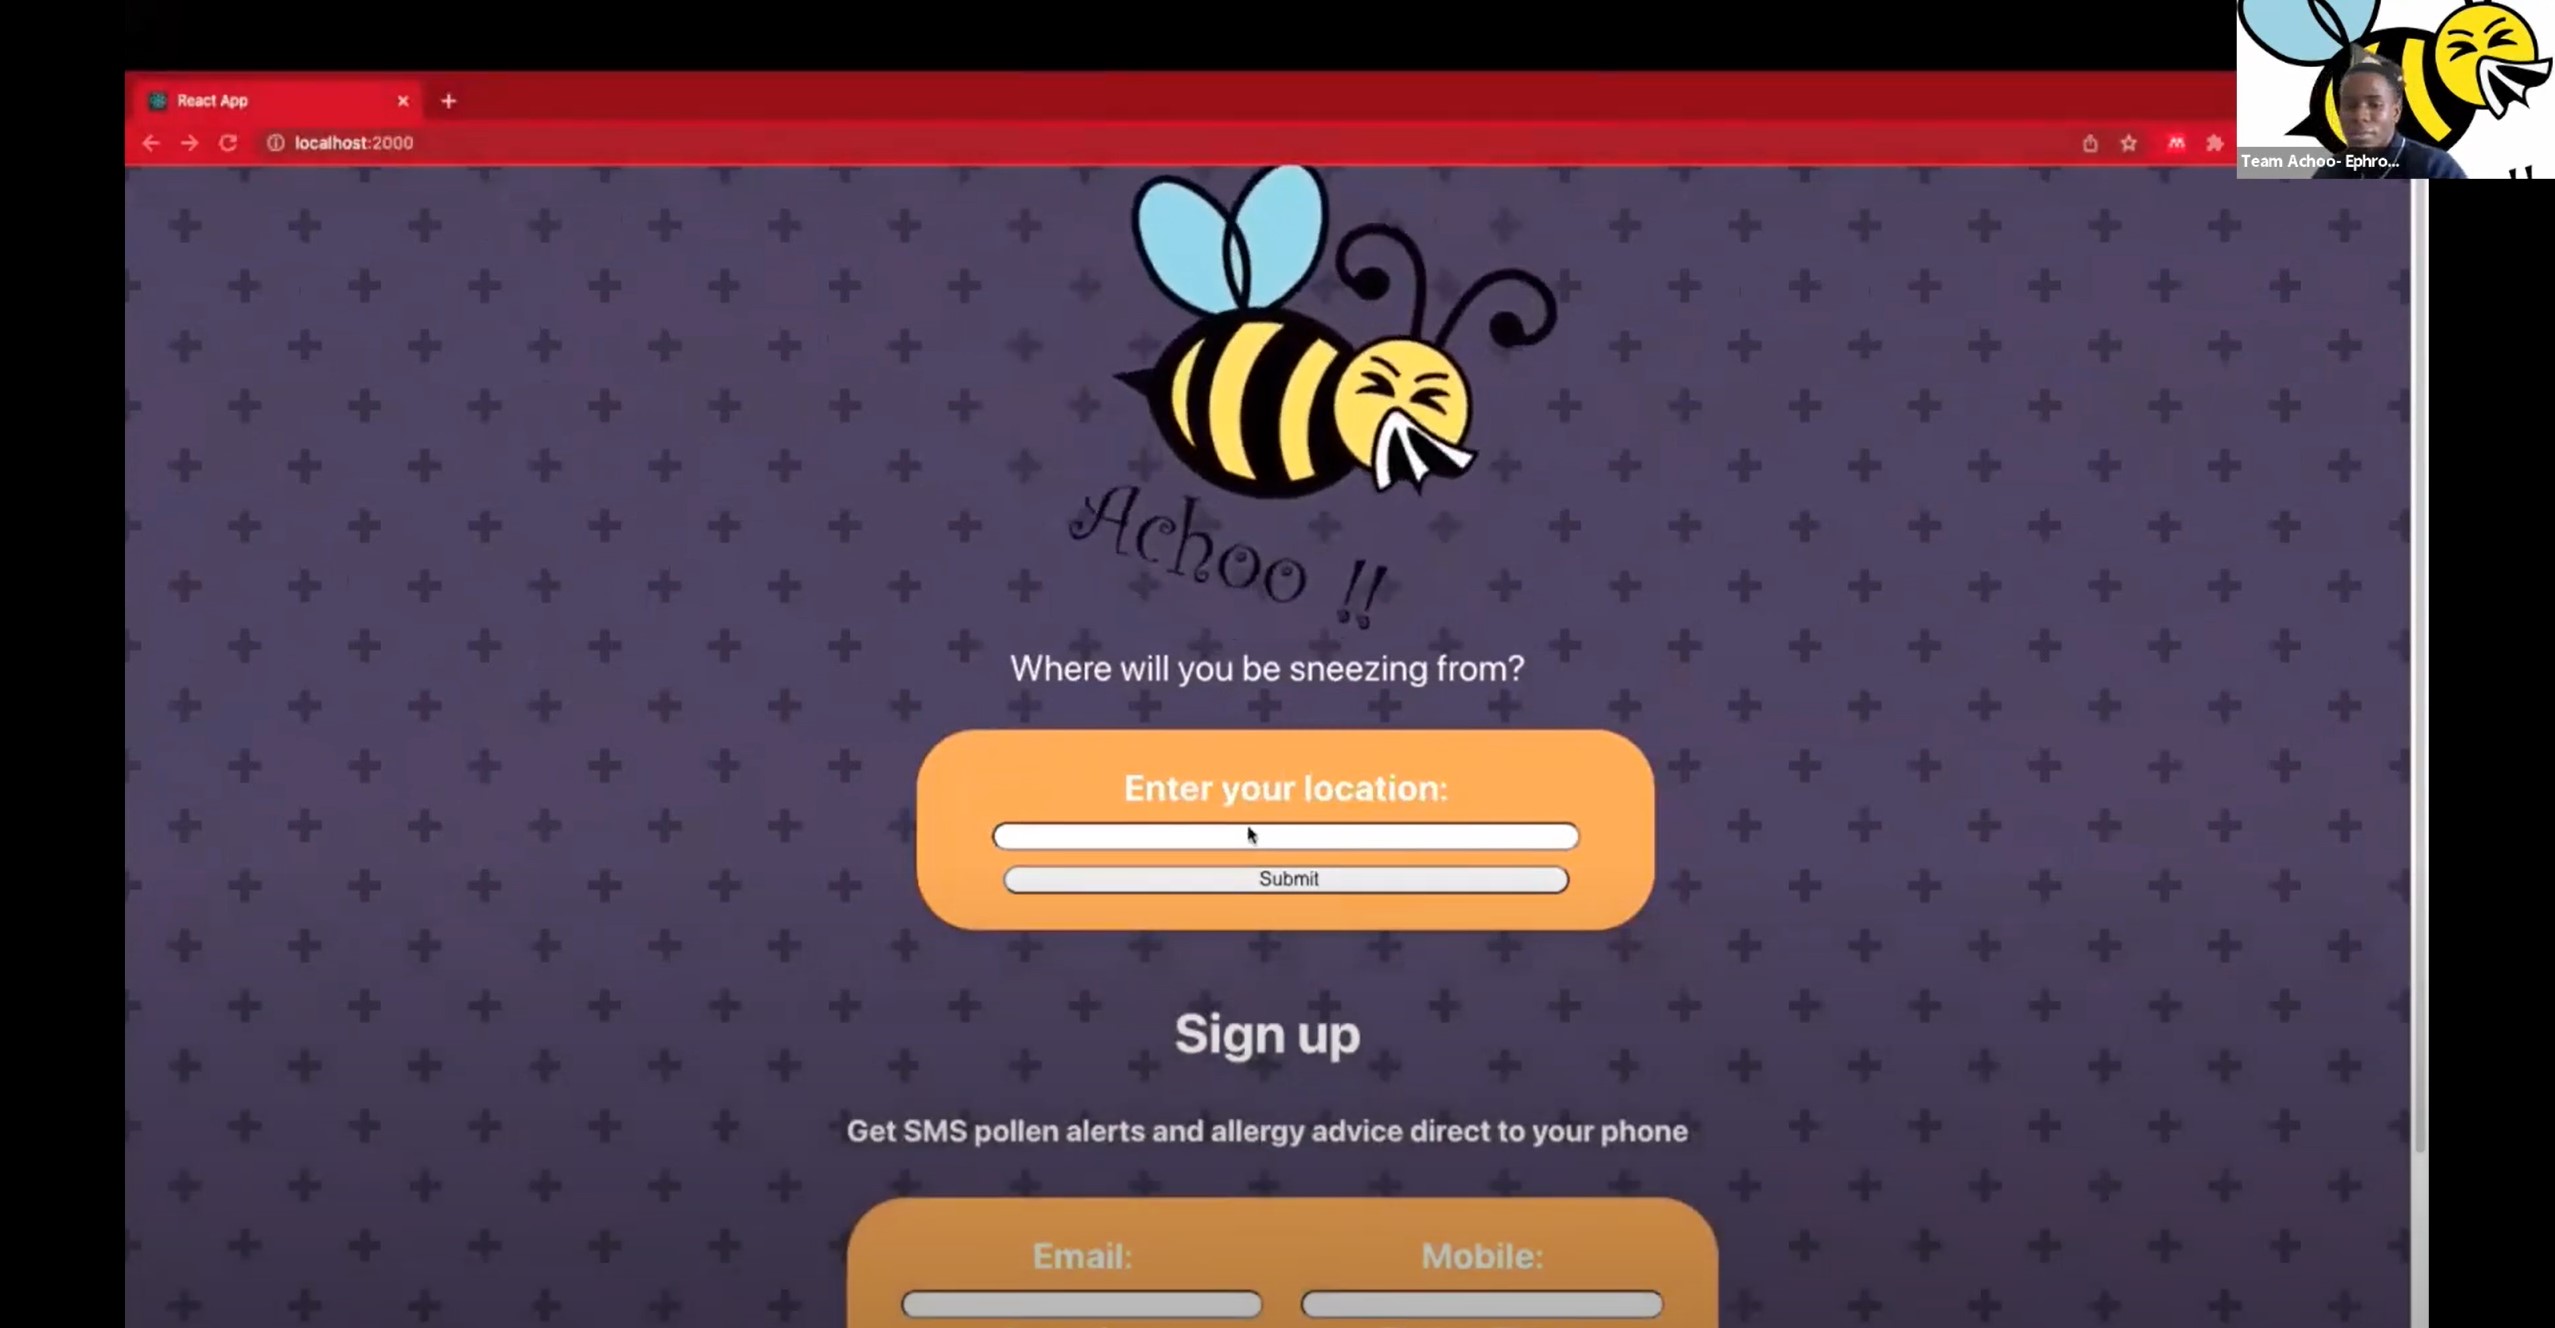 React App
localhost:2000
Team Achoo- Ephro...
Achoo !!
Where will you be sneezing from?
Enter your location:
Submit
Sign up
Get SMS pollen alerts and allergy advice direct to your phone
Email:
Mobile: